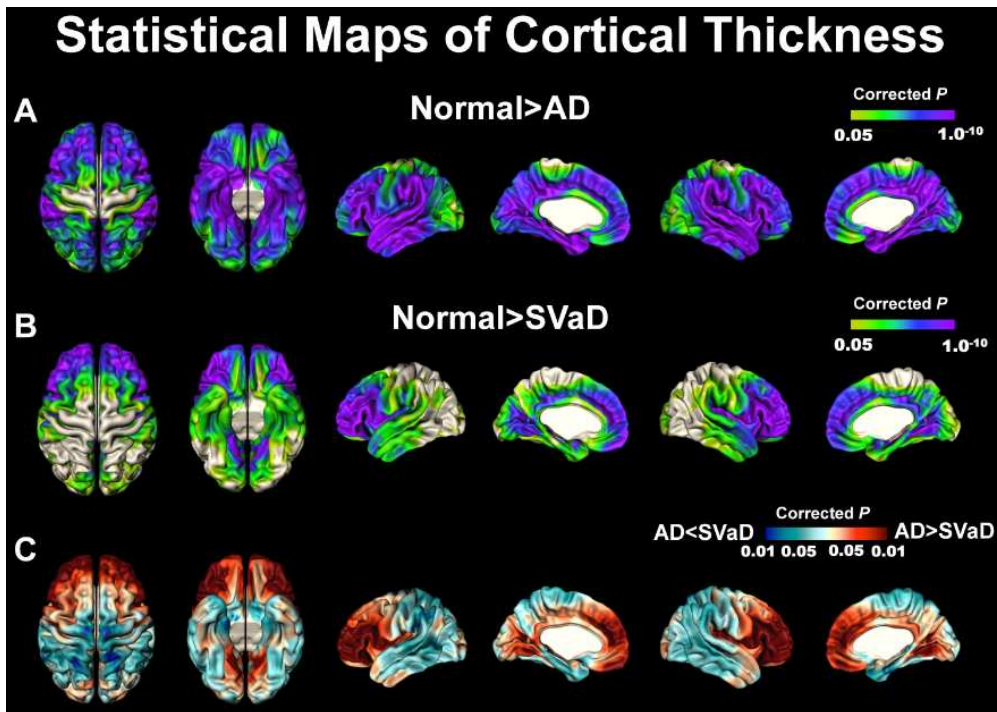 Statistical Maps of Cortical Thickness
A
Normal>AD
Corrected P
0.05 1.0⁻¹⁰
B
Normal>SVaD
Corrected P
0.05 1.0⁻¹⁰
C
Corrected P
AD<SVaD AD>SVaD
0.01 0.05 0.05 0.01